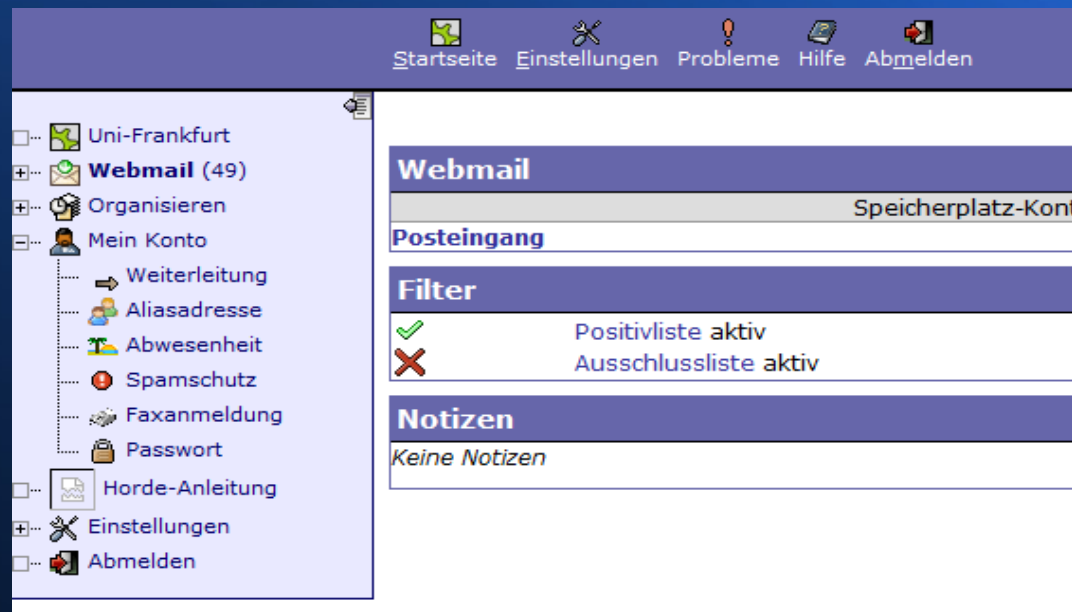 Startseite Einstellungen Probleme Hilfe Abmelden
Uni-Frankfurt
Webmail (49)
Organisieren
Mein Konto
Weiterleitung
Aliasadresse
Abwesenheit
Spamschutz
Faxanmeldung
Passwort
Horde-Anleitung
Einstellungen
Abmelden
Webmail
Speicherplatz-Kont
Posteingang
Filter
Positivliste aktiv
Ausschlussliste aktiv
Notizen
Keine Notizen